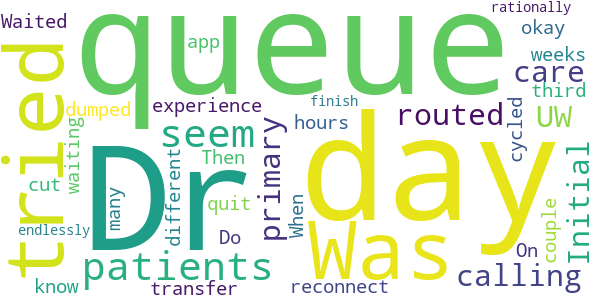 rationally
Waited
queue
okay
app
weeks
tried
care
third
dumped
experience
routed
UW
finish
seem
hours
cycled
primary
Initial
waiting
Dr
day
Then
different
cut
many
quit
When
Was
couple
endlessly
Do
On
patients
calling
know
transfer
reconnect